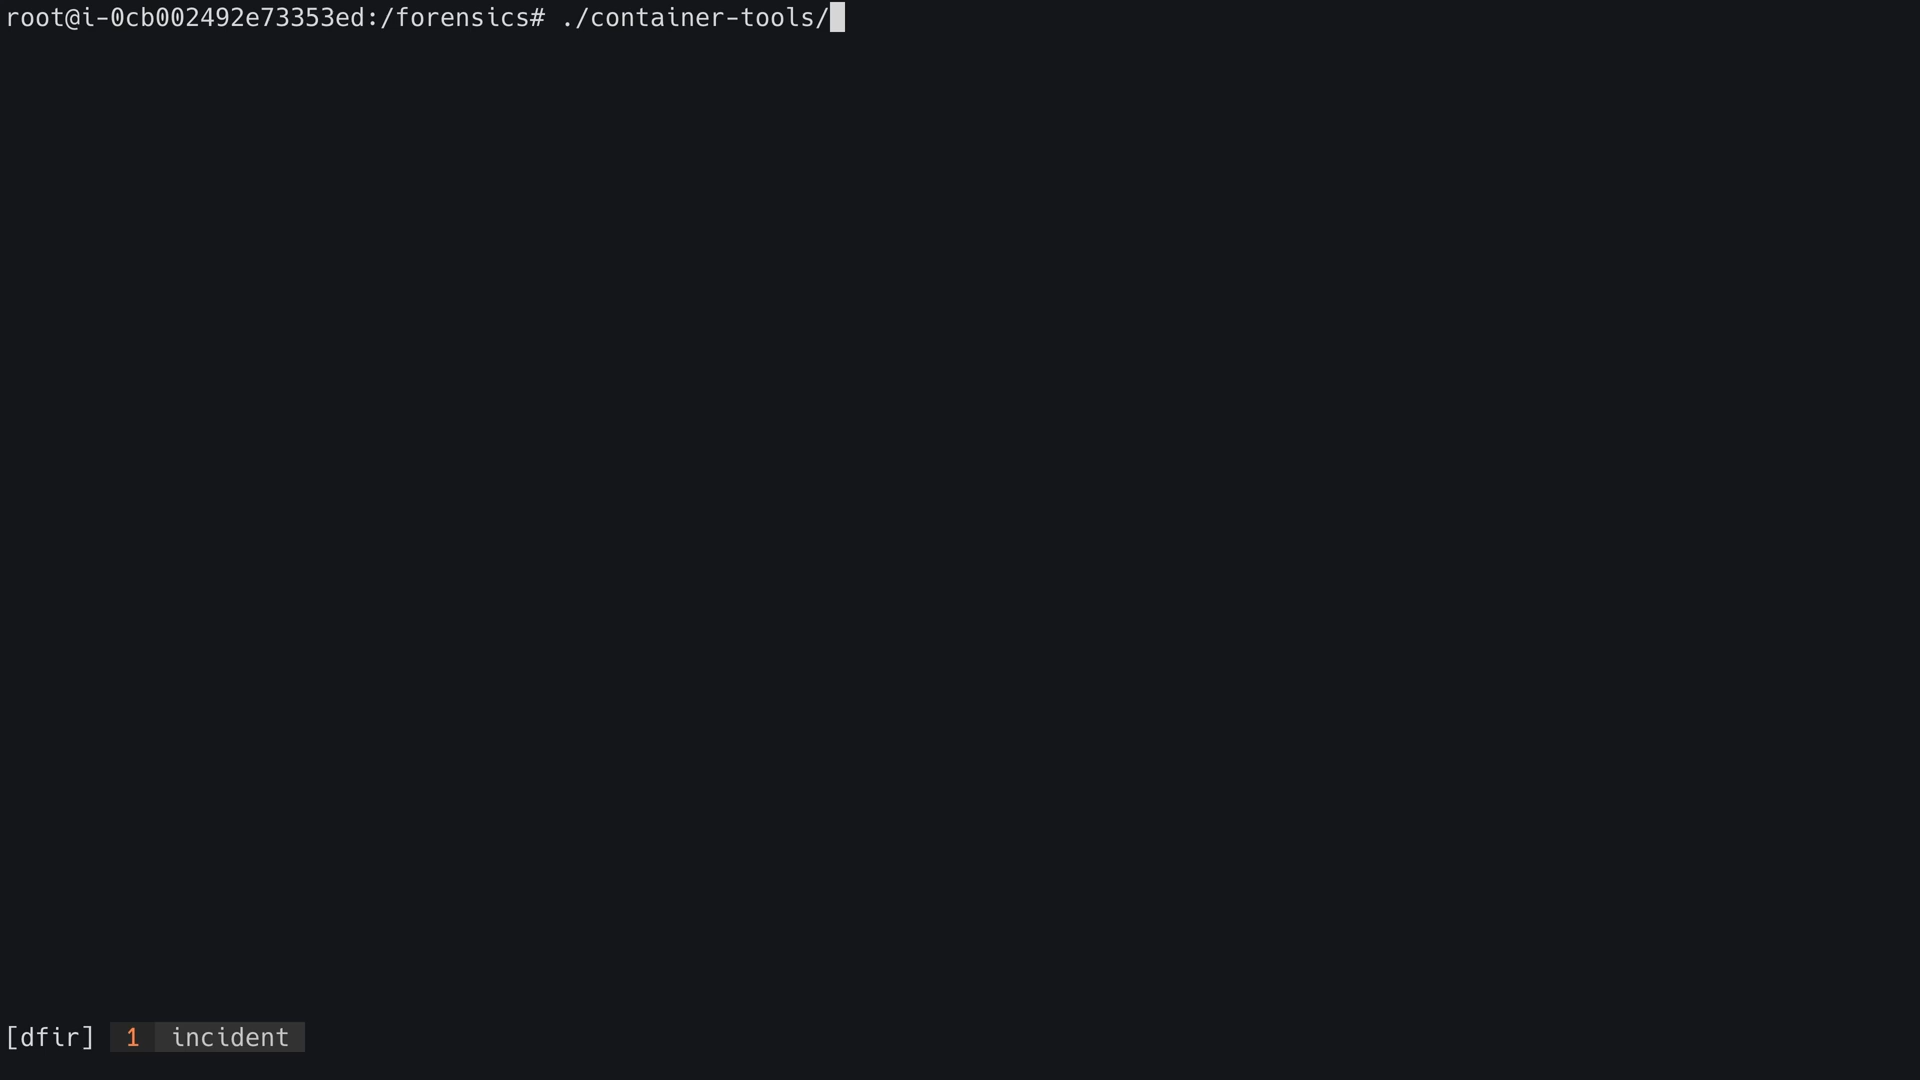 root@i-0cb002492e73353ed:/forensics# ./container-tools/
[dfir] 1 incident